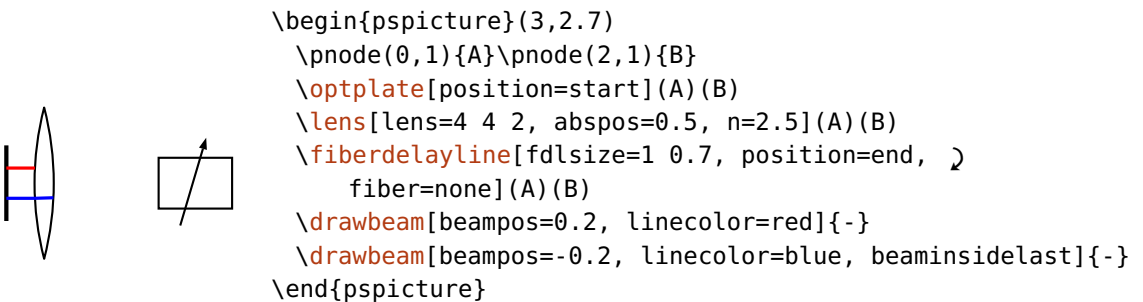 \begin{pspicture}(3,2.7)
\pnode(0,1){A}\pnode(2,1){B}
\optplate[position=start](A)(B)
\lens[lens=4 4 2, abspos=0.5, n=2.5](A)(B)
\fiberdelayline[fdlsize=1 0.7, position=end,
fiber=none](A)(B)
\drawbeam[beampos=0.2, linecolor=red]{-}
\drawbeam[beampos=-0.2, linecolor=blue, beaminsidelast]{-}
\end{pspicture}